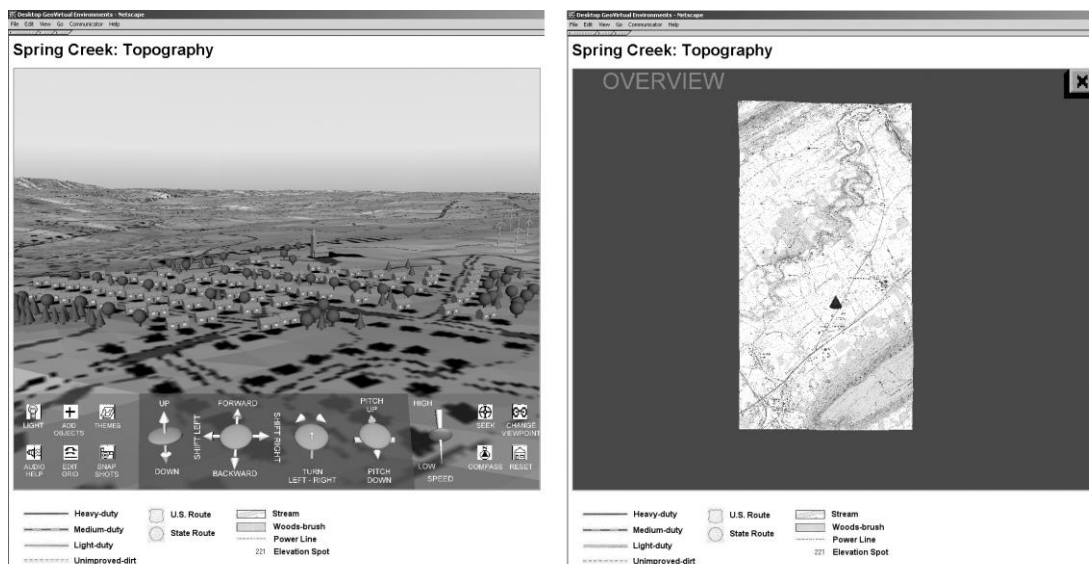 Desktop GeoVirtual Environments - Netscape
File Edit View Go Communicator Help
Spring Creek: Topography
LIGHT
ADD
OBJECTS
THEMES
AUDIO
HELP
EDIT
GRID
SNAP
SHOTS
UP
DOWN
SHIFT LEFT
FORWARD
BACKWARD
SHIFT RIGHT
TURN
LEFT - RIGHT
PITCH
UP
PITCH
DOWN
HIGH
LOW
SPEED
SEEK
CHANGE
VIEWPOINT
COMPASS
RESET
Heavy-duty
Medium-duty
Light-duty
Unimproved-dirt
U.S. Route
State Route
Stream
Woods-brush
Power Line
221 Elevation Spot
Desktop GeoVirtual Environments - Netscape
File Edit View Go Communicator Help
Spring Creek: Topography
OVERVIEW
Heavy-duty
Medium-duty
Light-duty
Unimproved-dirt
U.S. Route
State Route
Stream
Woods-brush
Power Line
221 Elevation Spot